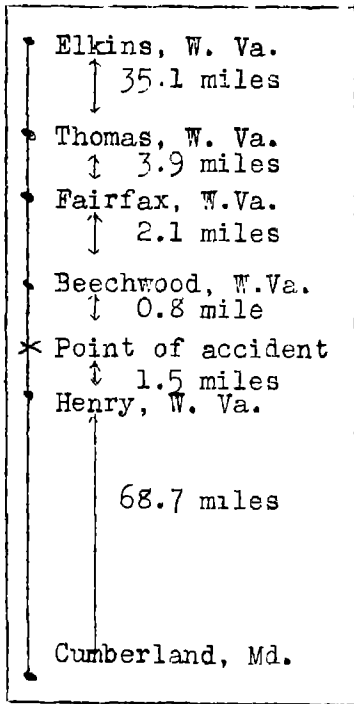 Elkins, W. Va.
35.1 miles
Thomas, W. Va.
3.9 miles
Fairfax, W.Va.
2.1 miles
Beechwood, W.Va.
0.8 mile
Point of accident
1.5 miles
Henry, W. Va.
68.7 miles
Cumberland, Md.